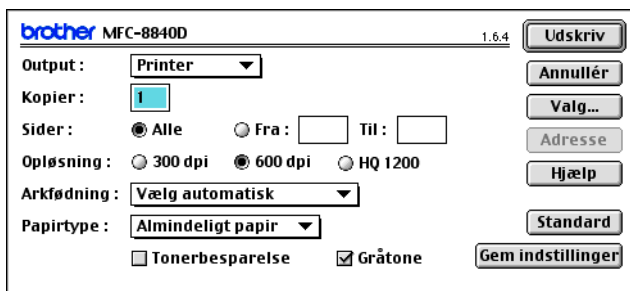 brother MFC-8840D 1.6.4 Udskriv
Output : Printer Annullér
Kopier : 1 Valg...
Sider : Alle Fra : Til : Adresse
Opløsning : 300 dpi 600 dpi HQ 1200 Hjælp
Arkfødning : Vælg automatisk
Papirtype : Almindeligt papir Standard
Tonerbesparelse Gråtone Gem indstillinger